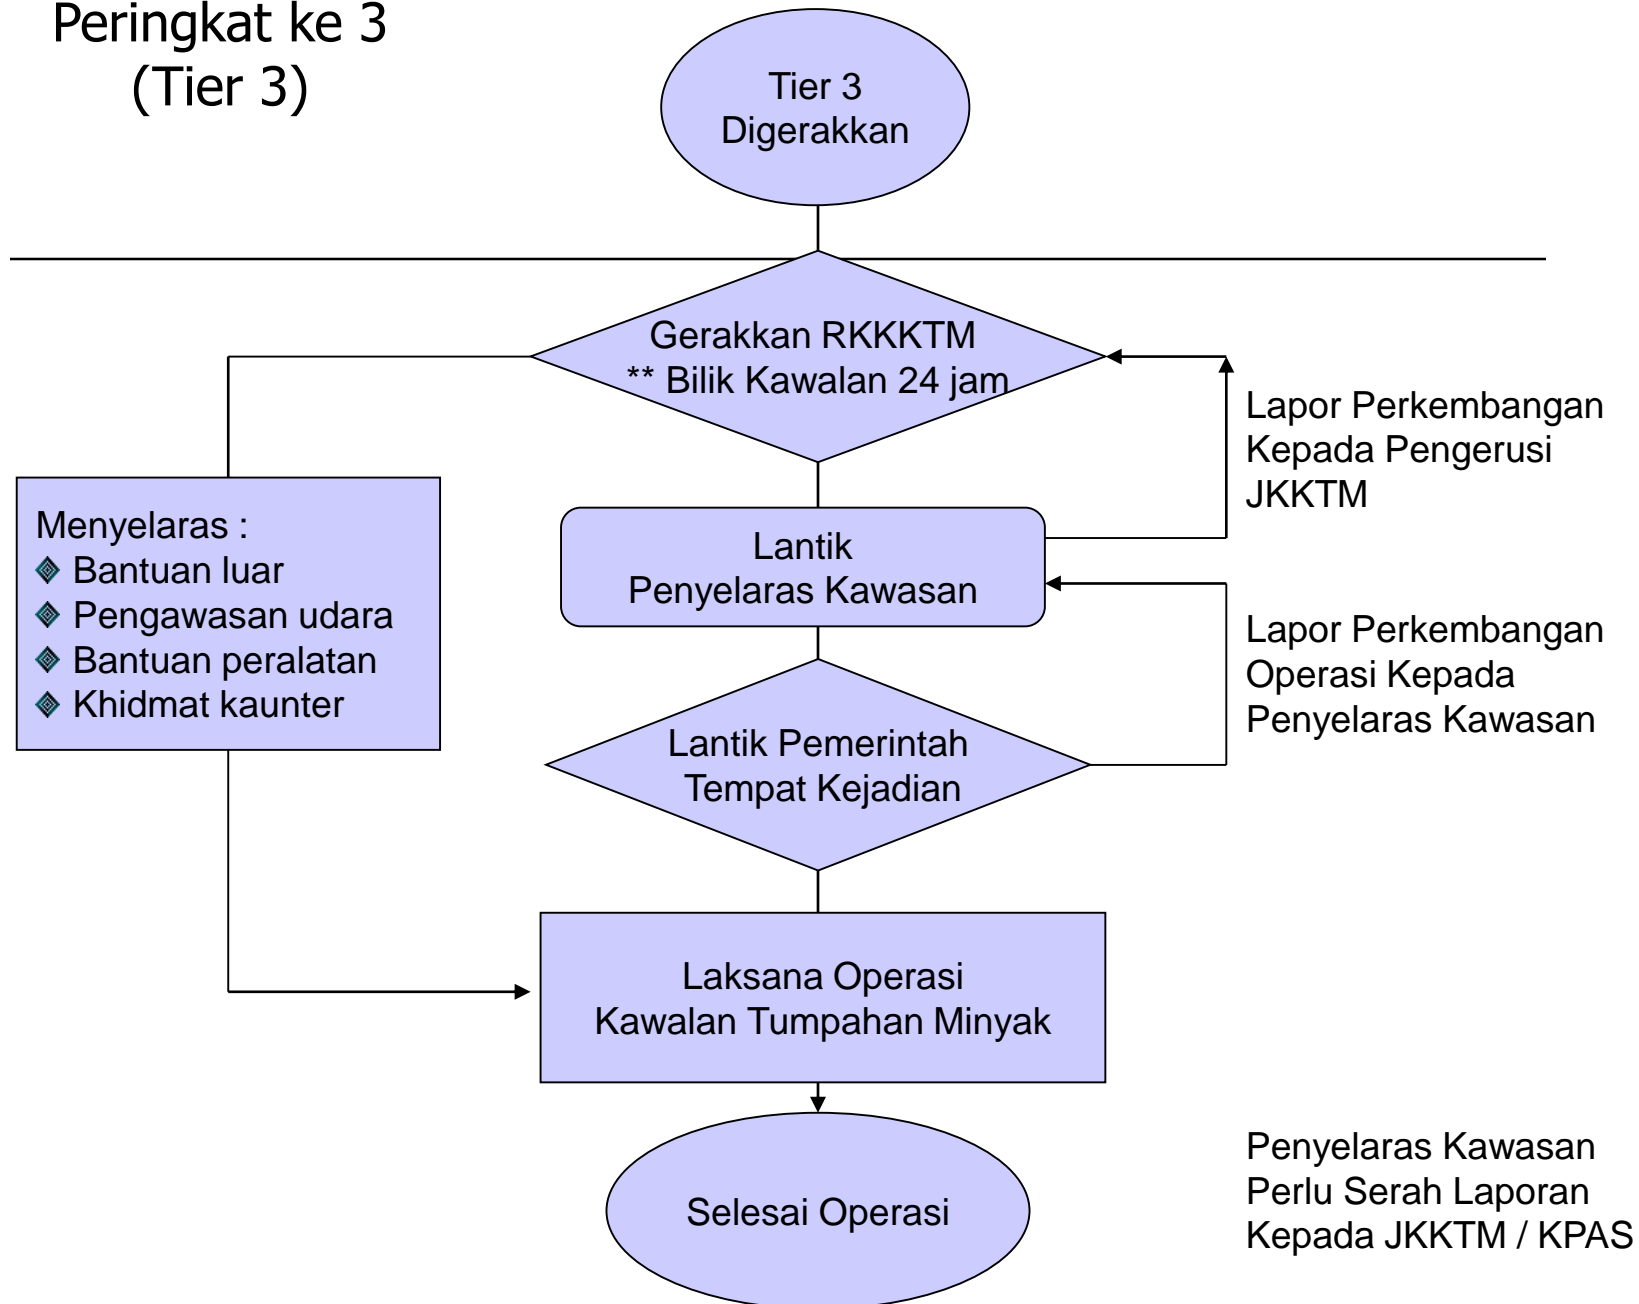 Peringkat ke 3
(Tier 3)
Tier 3
Digerakkan
Gerakkan RKKKTM
** Bilik Kawalan 24 jam
Lapor Perkembangan
Kepada Pengerusi
JKKTM
Menyelaras :
Bantuan luar
Pengawasan udara
Bantuan peralatan
Khidmat kaunter
Lantik
Penyelaras Kawasan
Lapor Perkembangan
Operasi Kepada
Penyelaras Kawasan
Lantik Pemerintah
Tempat Kejadian
Laksana Operasi
Kawalan Tumpahan Minyak
Selesai Operasi
Penyelaras Kawasan
Perlu Serah Laporan
Kepada JKKTM / KPAS